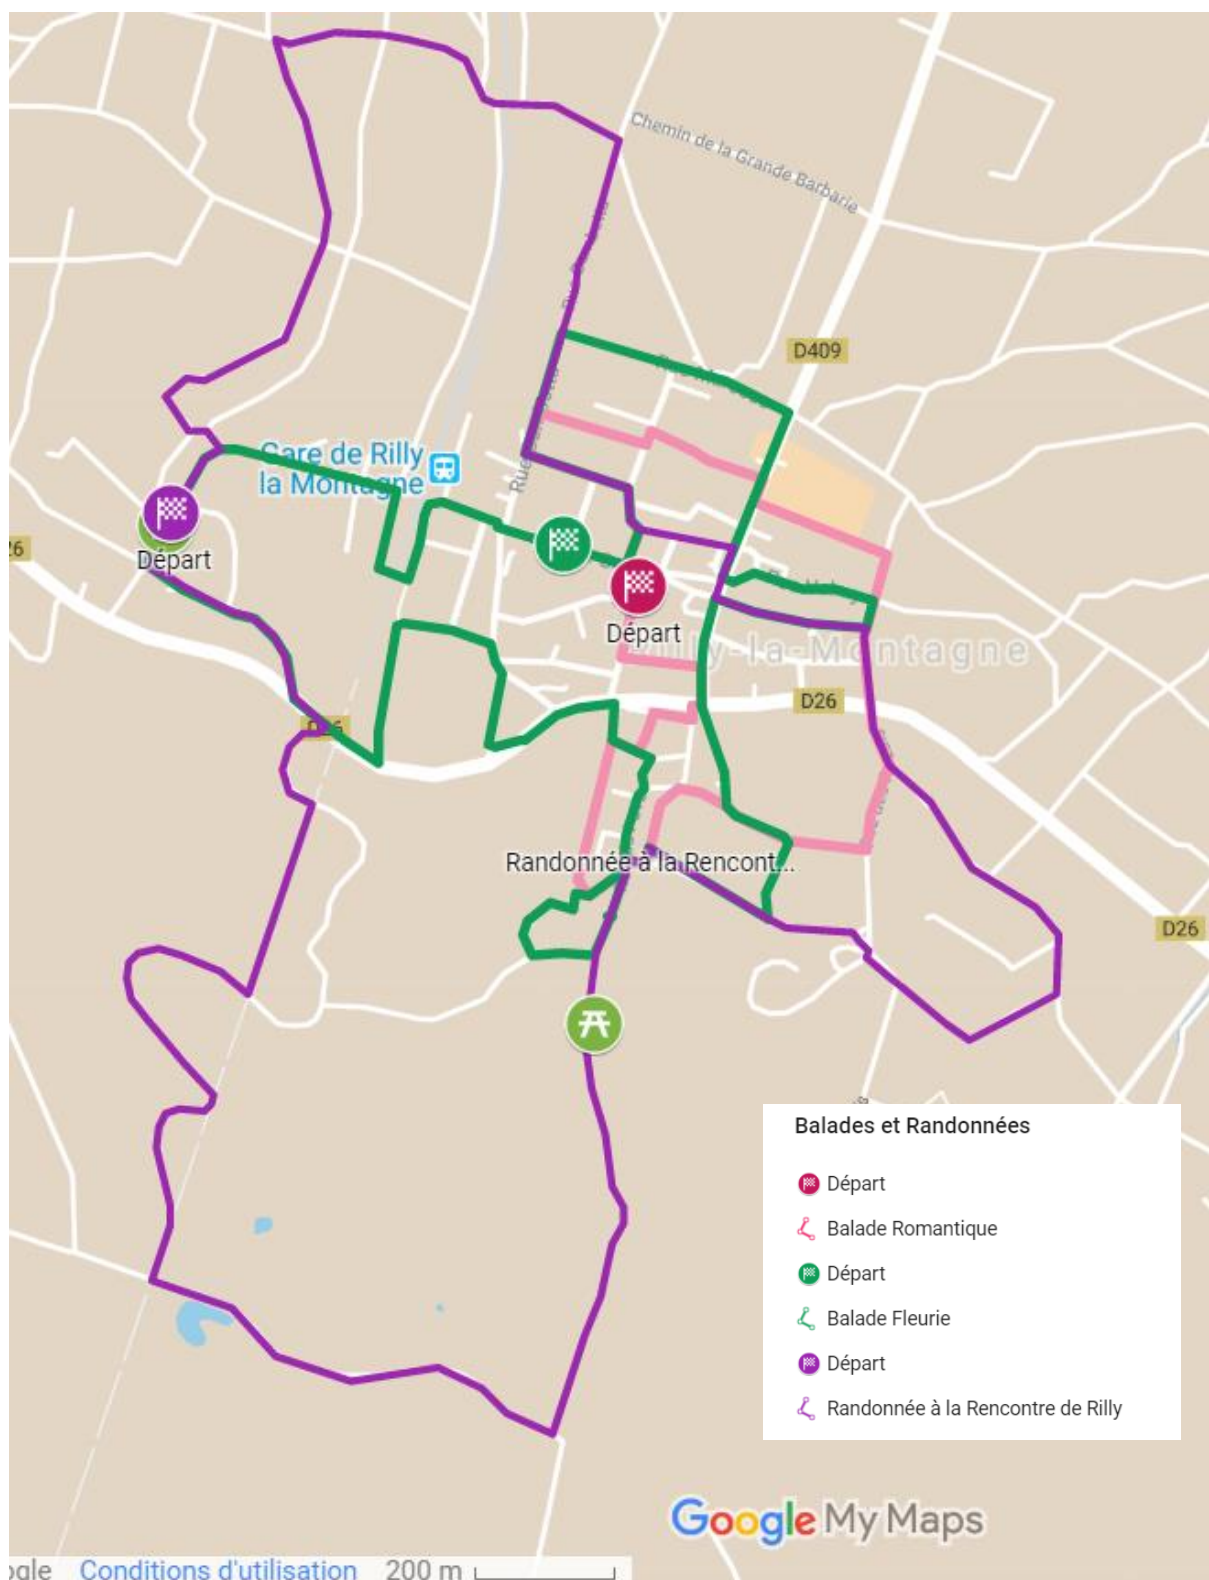 Chemin de la Grande Barbarie
D409
Gare de Rilly
la Montagne
26
Départ
Départ
Rilly-la-Montagne
D26
D26
Randonnée à la Rencont...
D26
Balades et Randonnées
Départ
Balade Romantique
Départ
Balade Fleurie
Départ
Randonnée à la Rencontre de Rilly
Google My Maps
ogle Conditions d'utilisation 200 m